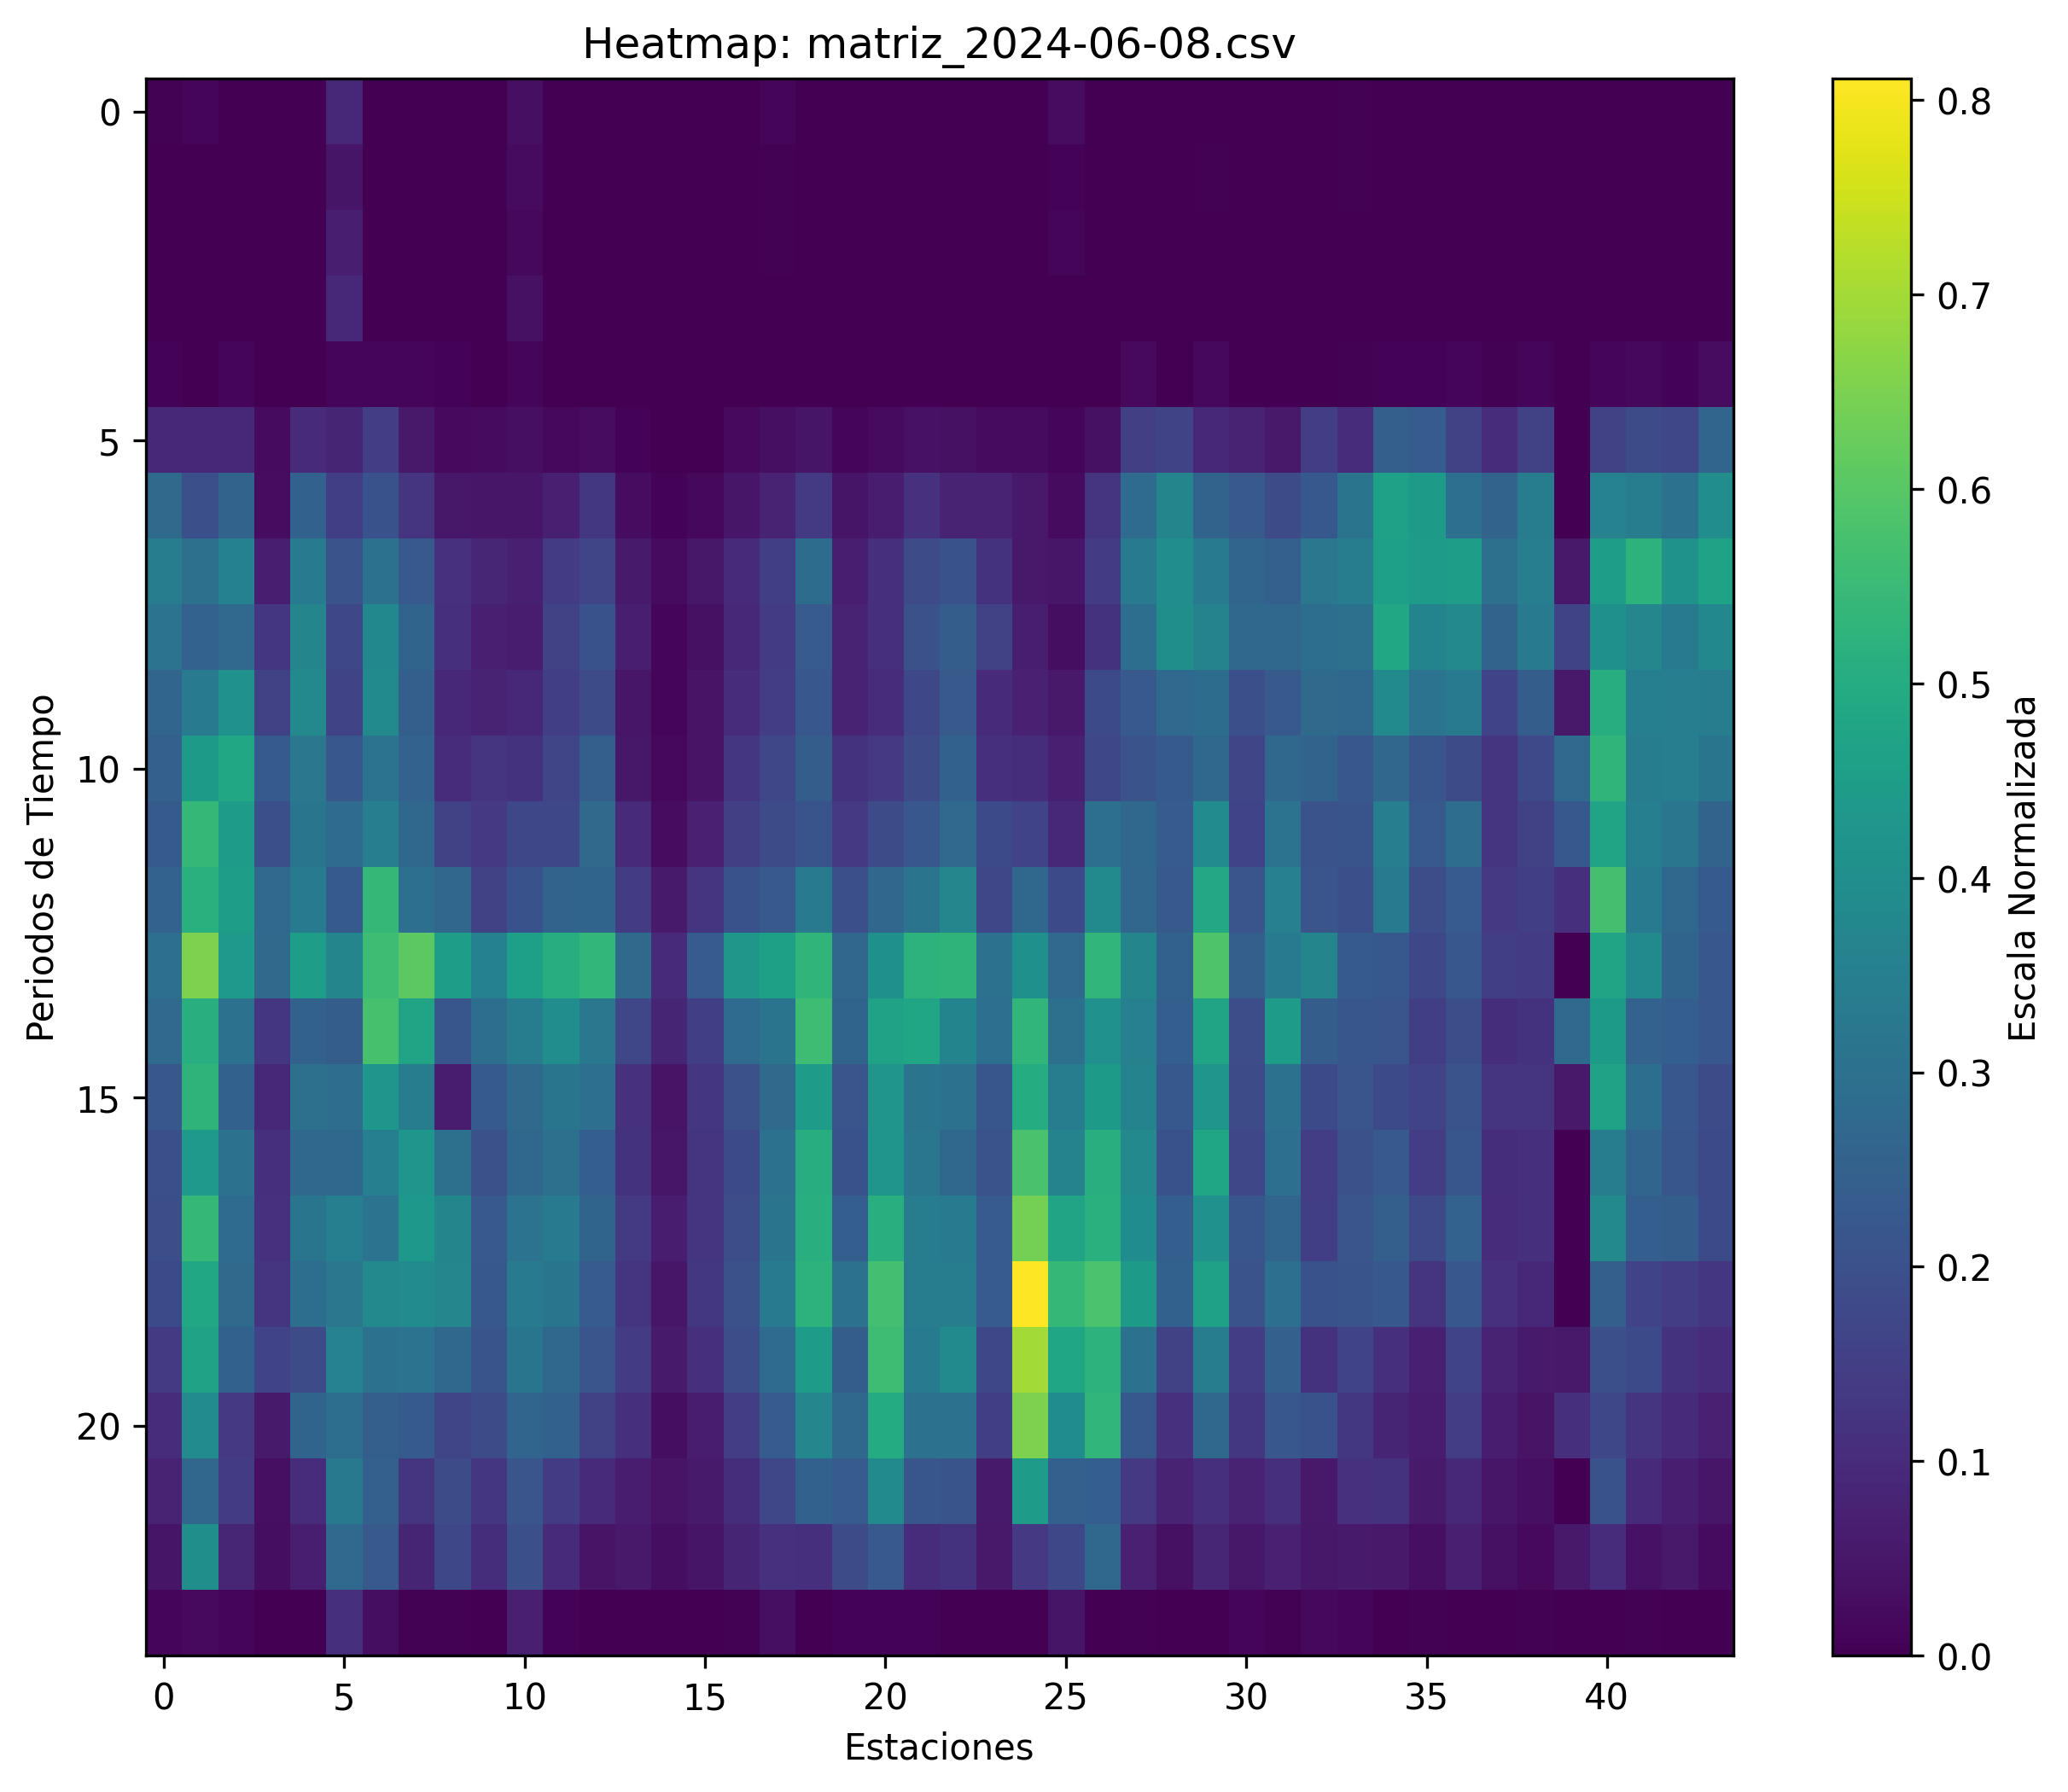 Heatmap: matriz_2024-06-08.csv
Periodos de Tiempo
0
5
10
15
20
0 5 10 15 20 25 30 35 40
Estaciones
0.8
0.7
0.6
0.5
0.4
0.3
0.2
0.1
0.0
Escala Normalizada